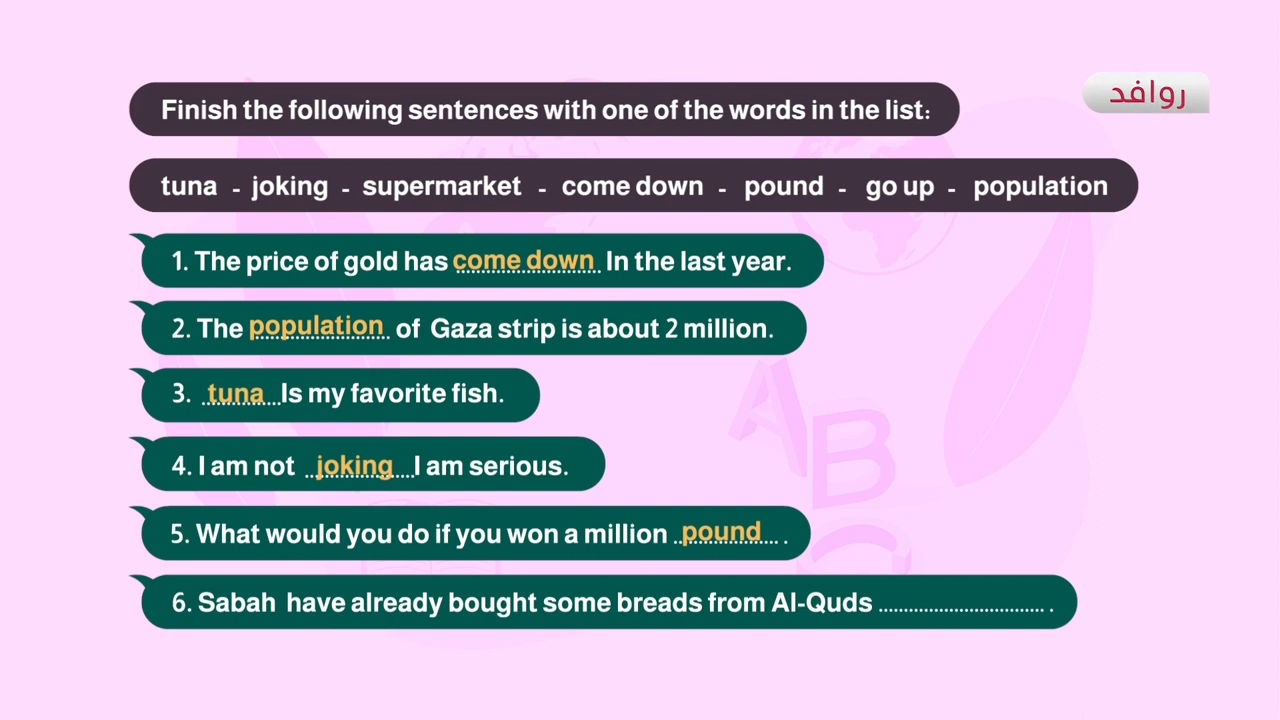 روافد
Finish the following sentences with one of the words in the list:
tuna - joking - supermarket - come down - pound - go up - population
1. The price of gold has come down In the last year.
2. The population of Gaza strip is about 2 million.
3. tuna Is my favorite fish.
4. I am not joking I am serious.
5. What would you do if you won a million pound .
6. Sabah have already bought some breads from Al-Quds ................................ .
A
B
C